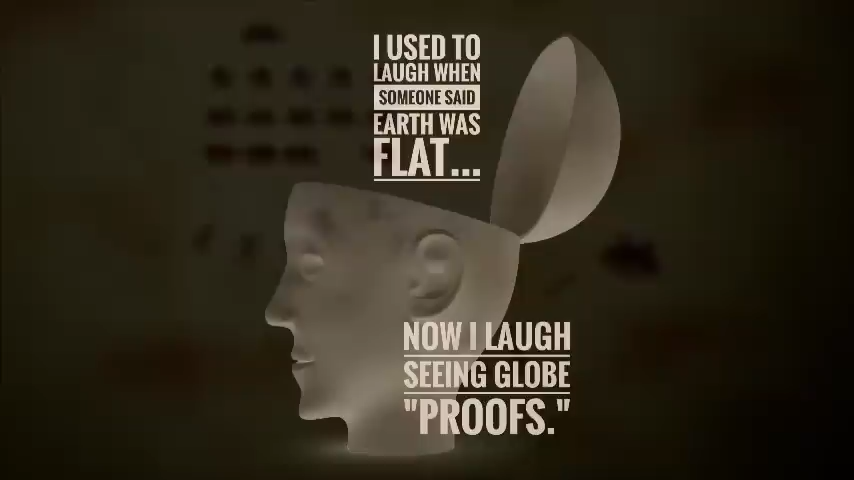 I USED TO
LAUGH WHEN
SOMEONE SAID
EARTH WAS
FLAT...
NOW I LAUGH
SEEING GLOBE
"PROOFS."